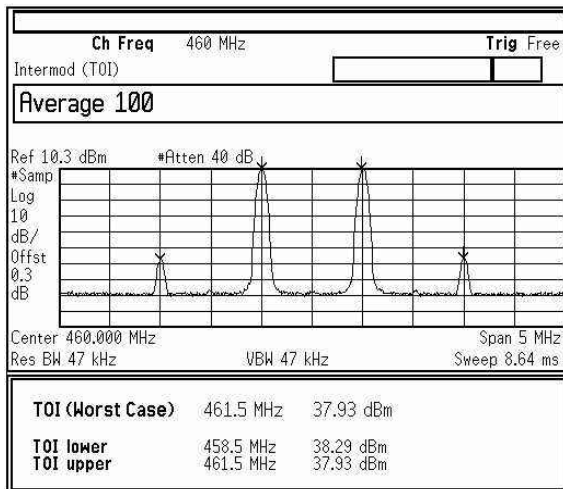 Ch Freq 460 MHz Trig Free
Intermod (TOI)
Average 100
Ref 10.3 dBm #Atten 40 dB
#Samp
Log
10
dB/
Offst
0.3
dB
Center 460.000 MHz Span 5 MHz
Res BW 47 kHz VBW 47 kHz Sweep 8.64 ms
TOI (Worst Case) 461.5 MHz 37.93 dBm
TOI lower 458.5 MHz 38.29 dBm
TOI upper 461.5 MHz 37.93 dBm